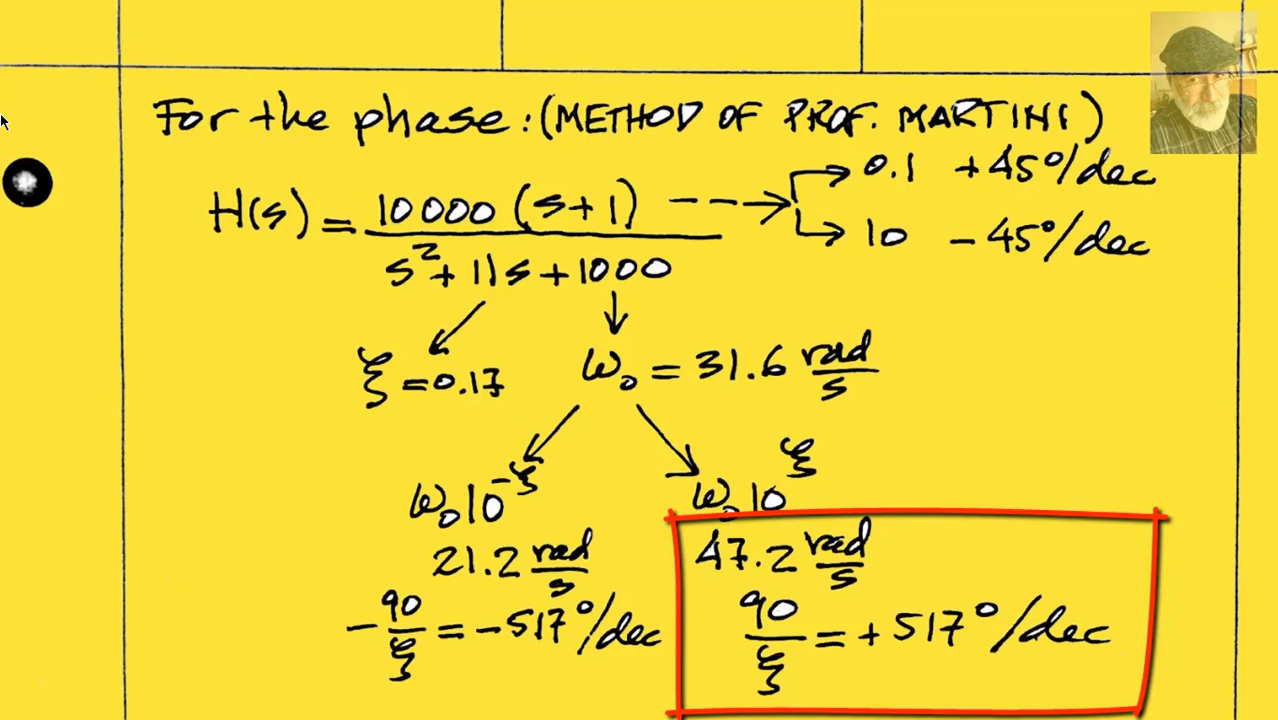 For the phase: (METHOD OF PROF. MARTINI)
H(s) = 10000 (s+1) / s² + 11s + 1000
0.1 +45°/dec
10 -45°/dec
ξ = 0.17
ω₀ = 31.6 rad/s
ω₀10^-ξ
ω₀10^ξ
21.2 rad/s
47.2 rad/s
-90/ξ = -517°/dec
90/ξ = +517°/dec